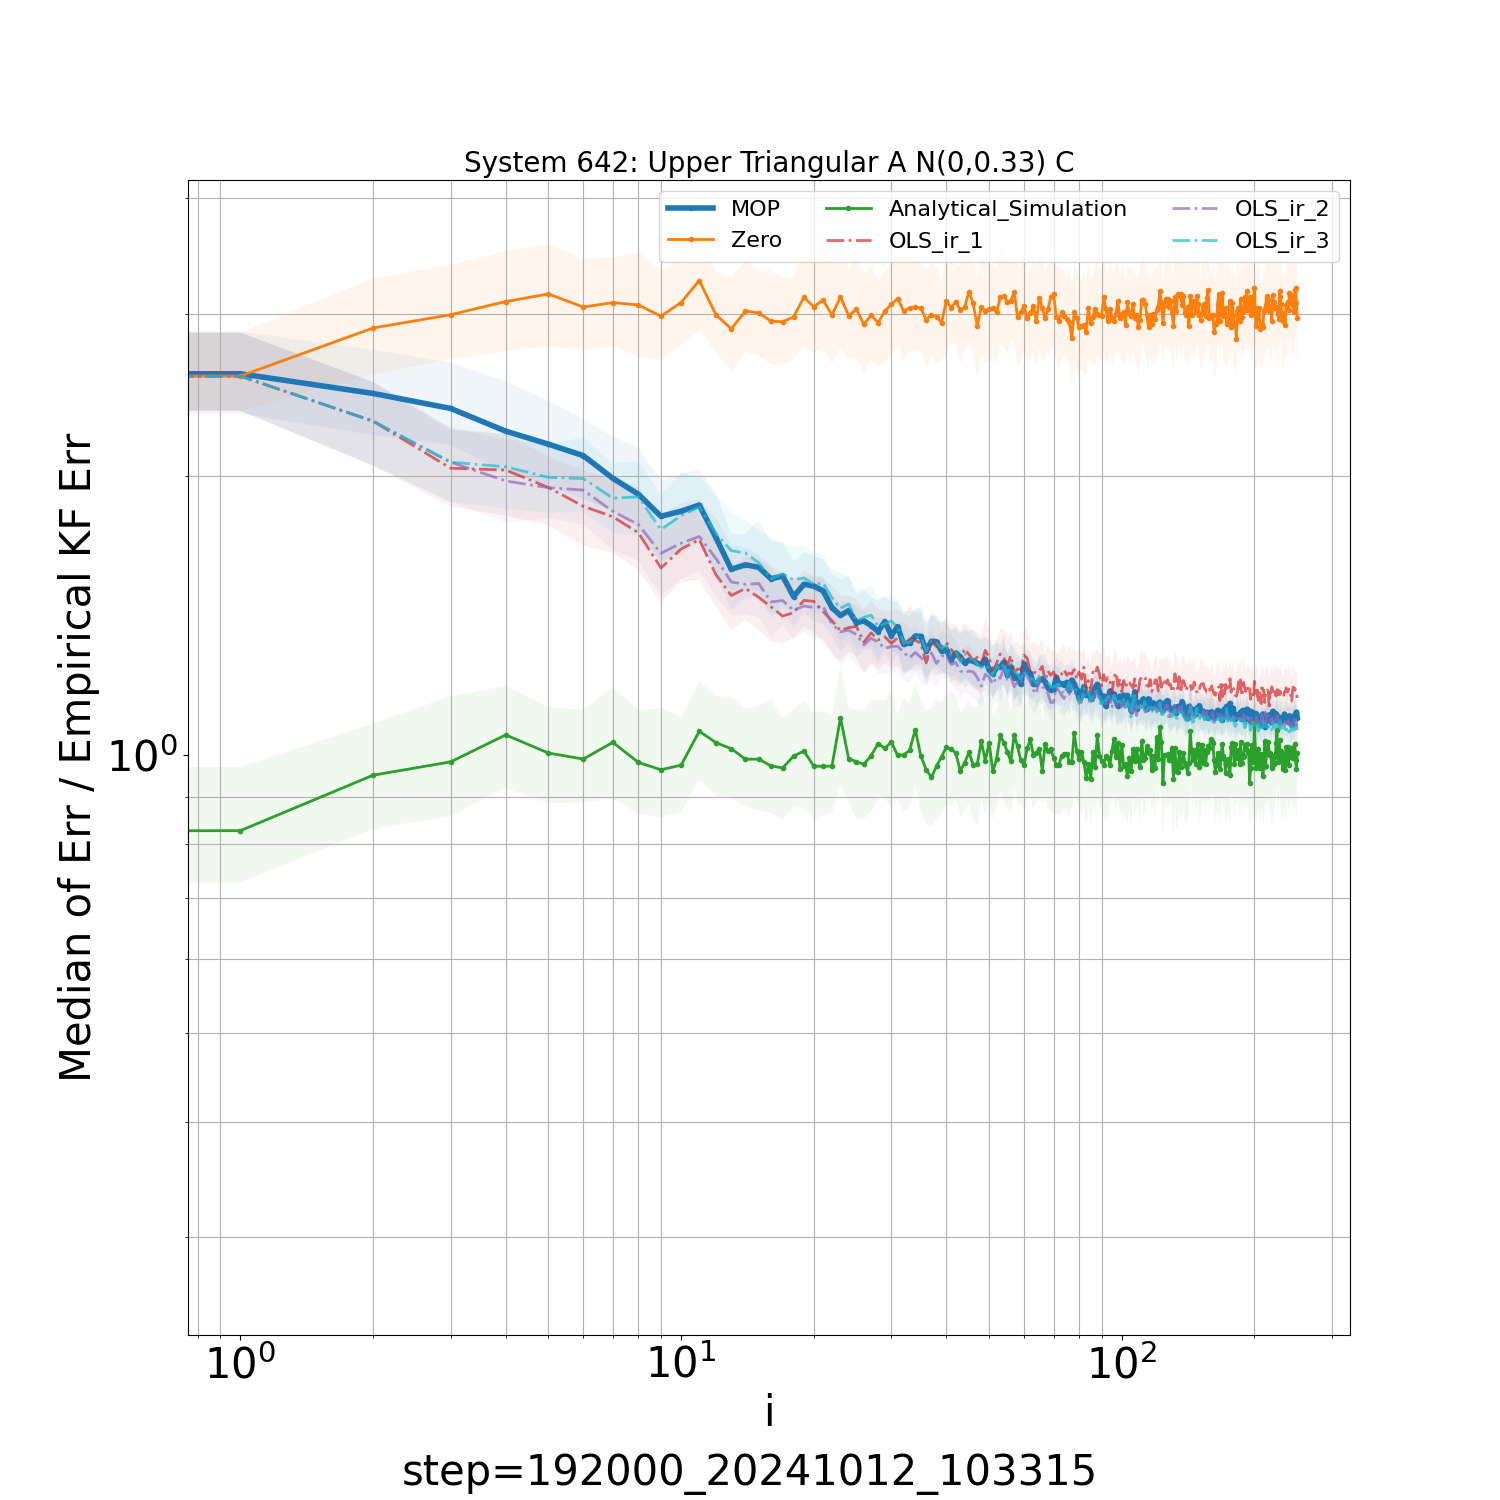 System 642: Upper Triangular A N(0,0.33) C
MOP
Zero
Analytical_Simulation
OLS_ir_1
OLS_ir_2
OLS_ir_3
Median of Err / Empirical KF Err
10⁰
10⁰
10¹
10²
i
step=192000_20241012_103315